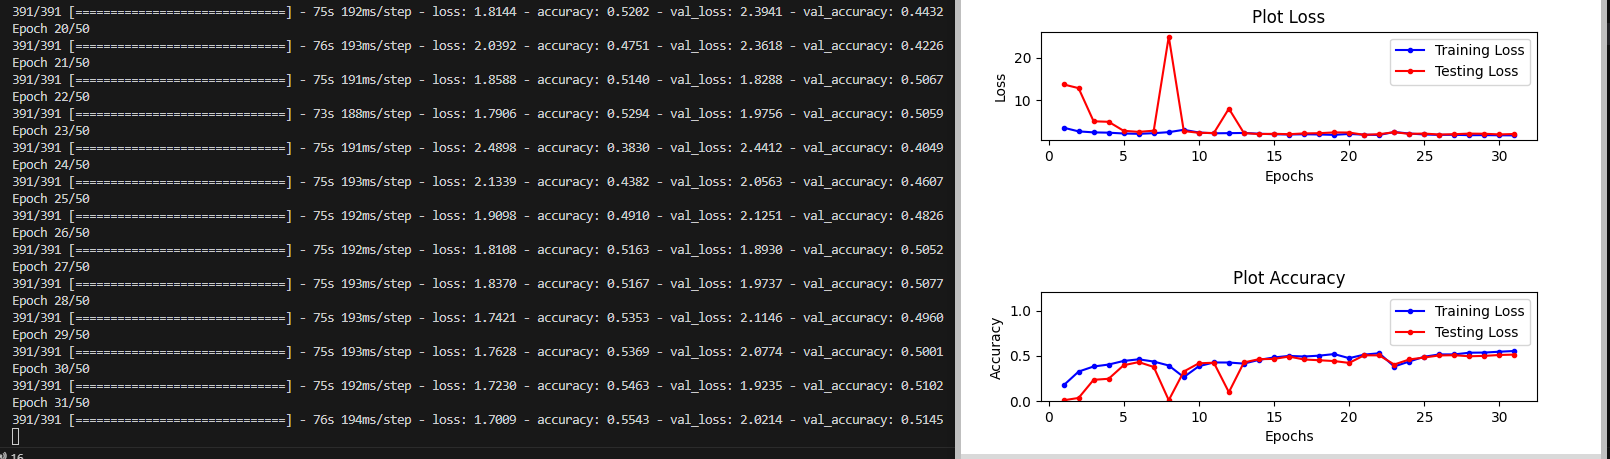 391/391 [==============================] - 75s 192ms/step - loss: 1.8144 - accuracy: 0.5202 - val_loss: 2.3941 - val_accuracy: 0.4432
Epoch 20/50
391/391 [==============================] - 76s 193ms/step - loss: 2.0392 - accuracy: 0.4751 - val_loss: 2.3618 - val_accuracy: 0.4226
Epoch 21/50
391/391 [==============================] - 75s 191ms/step - loss: 1.8588 - accuracy: 0.5140 - val_loss: 1.8288 - val_accuracy: 0.5067
Epoch 22/50
391/391 [==============================] - 73s 188ms/step - loss: 1.7906 - accuracy: 0.5294 - val_loss: 1.9756 - val_accuracy: 0.5059
Epoch 23/50
391/391 [==============================] - 75s 191ms/step - loss: 2.4898 - accuracy: 0.3830 - val_loss: 2.4412 - val_accuracy: 0.4049
Epoch 24/50
391/391 [==============================] - 75s 193ms/step - loss: 2.1339 - accuracy: 0.4382 - val_loss: 2.0563 - val_accuracy: 0.4607
Epoch 25/50
391/391 [==============================] - 75s 192ms/step - loss: 1.9098 - accuracy: 0.4910 - val_loss: 2.1251 - val_accuracy: 0.4826
Epoch 26/50
391/391 [==============================] - 75s 192ms/step - loss: 1.8108 - accuracy: 0.5163 - val_loss: 1.8930 - val_accuracy: 0.5052
Epoch 27/50
391/391 [==============================] - 75s 193ms/step - loss: 1.8370 - accuracy: 0.5167 - val_loss: 1.9737 - val_accuracy: 0.5077
Epoch 28/50
391/391 [==============================] - 75s 193ms/step - loss: 1.7421 - accuracy: 0.5353 - val_loss: 2.1146 - val_accuracy: 0.4960
Epoch 29/50
391/391 [==============================] - 75s 193ms/step - loss: 1.7628 - accuracy: 0.5369 - val_loss: 2.0774 - val_accuracy: 0.5001
Epoch 30/50
391/391 [==============================] - 75s 192ms/step - loss: 1.7230 - accuracy: 0.5463 - val_loss: 1.9235 - val_accuracy: 0.5102
Epoch 31/50
391/391 [==============================] - 76s 194ms/step - loss: 1.7009 - accuracy: 0.5543 - val_loss: 2.0214 - val_accuracy: 0.5145
16
Plot Loss
Training Loss
Testing Loss
Loss
20
10
0 5 10 15 20 25 30
Epochs
Plot Accuracy
Training Loss
Testing Loss
Accuracy
1.0
0.5
0.0
0 5 10 15 20 25 30
Epochs